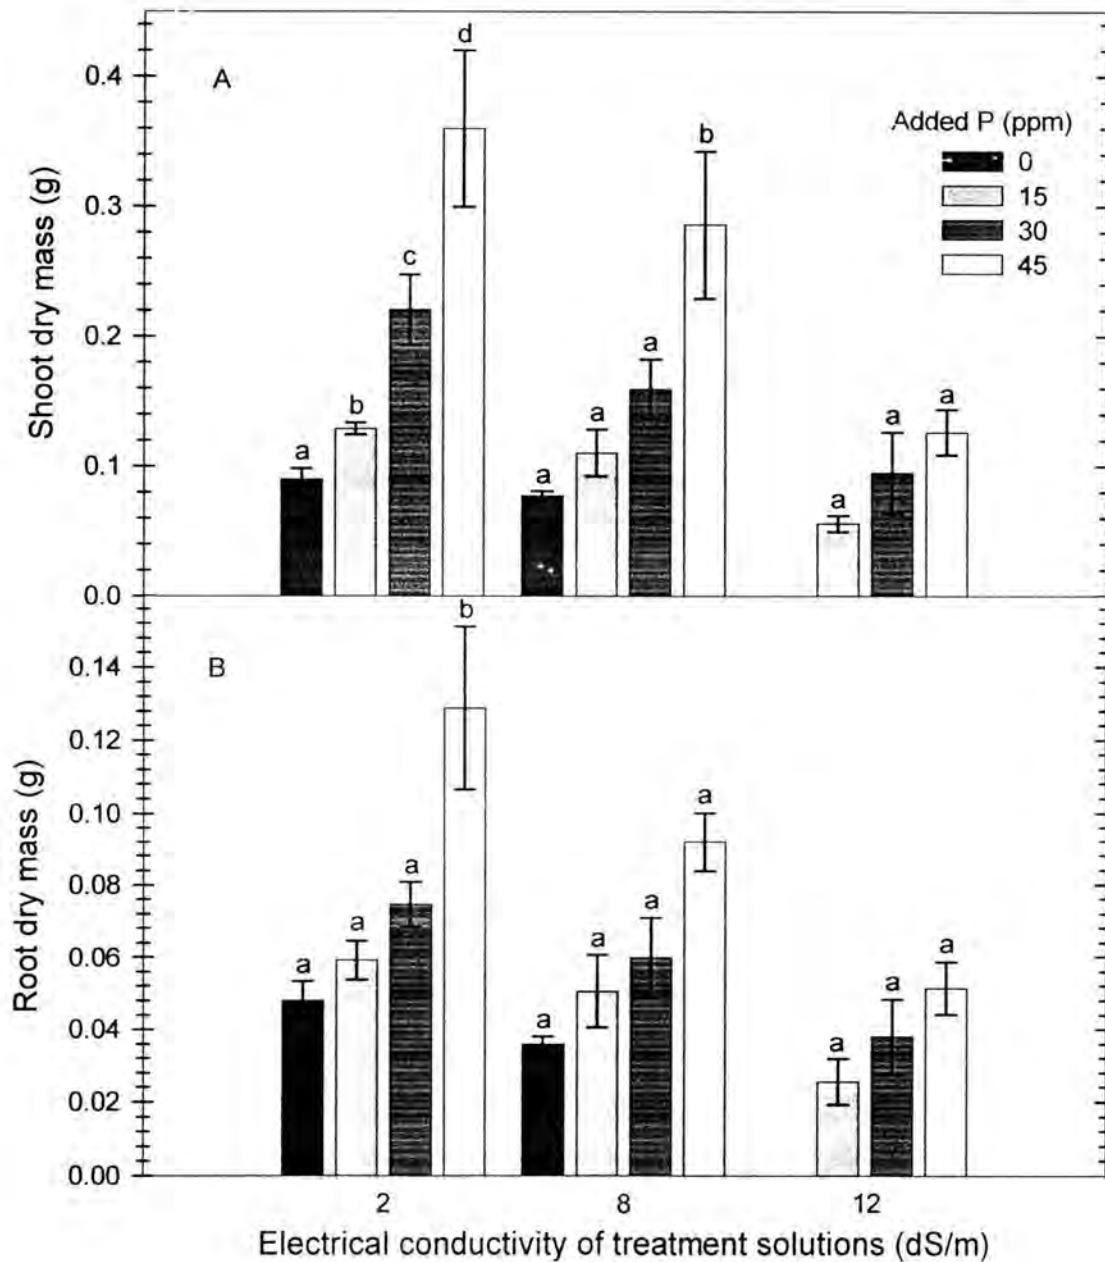 A
Shoot dry mass (g)
0.4
0.3
0.2
0.1
0.0
a
b
c
d
a
a
a
b
a
a
a
Added P (ppm)
0
15
30
45
B
Root dry mass (g)
0.14
0.12
0.10
0.08
0.06
0.04
0.02
0.00
a
a
a
b
a
a
a
a
a
a
a
2
8
12
Electrical conductivity of treatment solutions (dS/m)